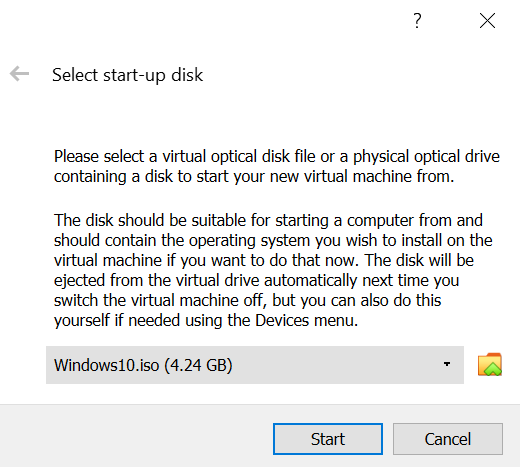 ?
Select start-up disk
Please select a virtual optical disk file or a physical optical drive
containing a disk to start your new virtual machine from.
The disk should be suitable for starting a computer from and
should contain the operating system you wish to install on the
virtual machine if you want to do that now. The disk will be
ejected from the virtual drive automatically next time you
switch the virtual machine off, but you can also do this
yourself if needed using the Devices menu.
Windows10.iso (4.24 GB)
Start Cancel